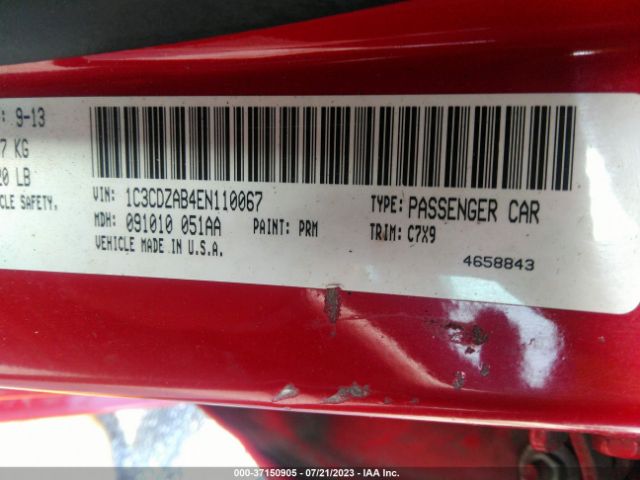 : 9-13
7 KG
20 LB
CLE SAFETY.
VIN: 1C3CDZAB4EN110067
TYPE: PASSENGER CAR
MDH: 091010 051AA
PAINT: PRM
TRIM: C7X9
VEHICLE MADE IN U.S.A.
4658843
000-37150905 - 07/21/2023 - IAA Inc.